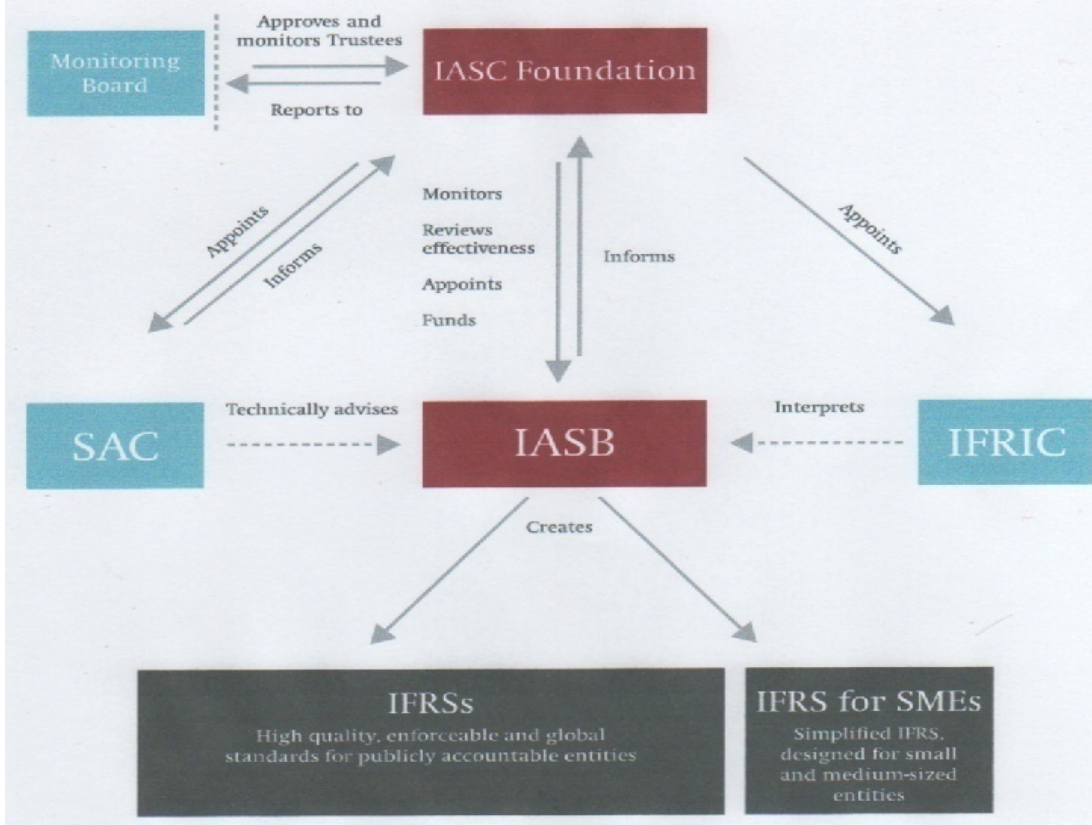 Approves and
monitors Trustees
Monitoring
Board
IASC Foundation
Reports to
Appoints
Informs
Monitors
Reviews
effectiveness
Appoints
Funds
Informs
Appoints
SAC
Technically advises
IASB
Interprets
IFRIC
Creates
IFRSs
High quality, enforceable and global
standards for publicly accountable entities
IFRS for SMEs
Simplified IFRS,
designed for small
and medium-sized
entities